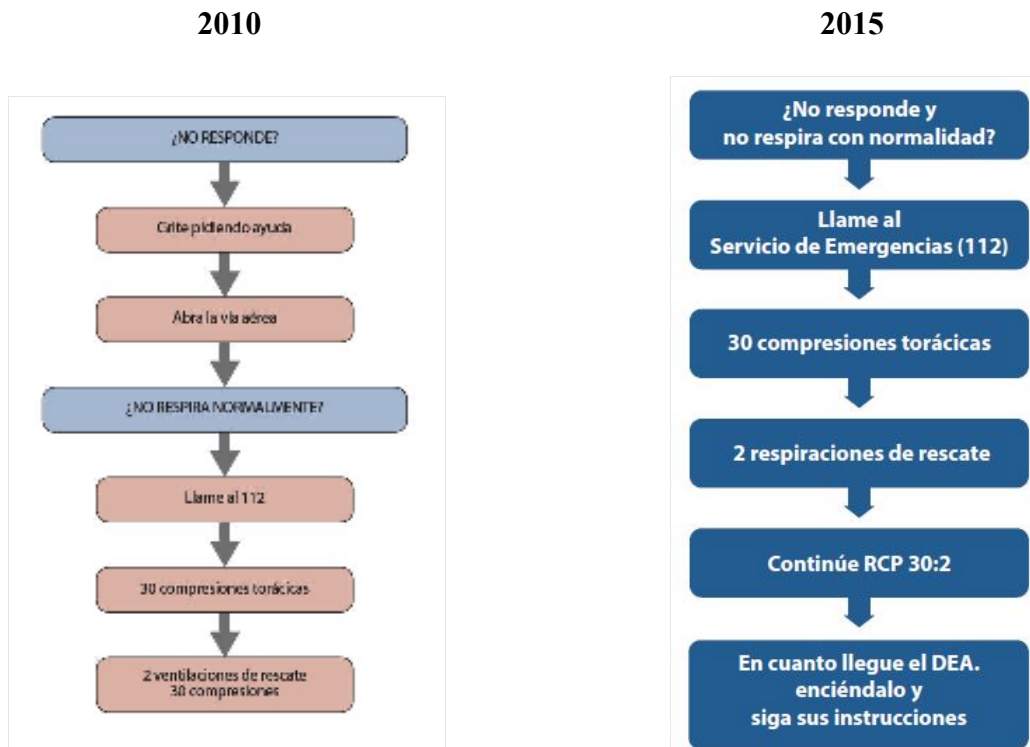 2010
¿NO RESPONDE?
Grite pidiendo ayuda
Abra la vía aérea
¿NO RESPIRA NORMALMENTE?
Llame al 112
30 compresiones torácicas
2 ventilaciones de rescate
30 compresiones
2015
¿No responde y
no respira con normalidad?
Llame al
Servicio de Emergencias (112)
30 compresiones torácicas
2 respiraciones de rescate
Continúe RCP 30:2
En cuanto llegue el DEA.
enciéndalo y
siga sus instrucciones